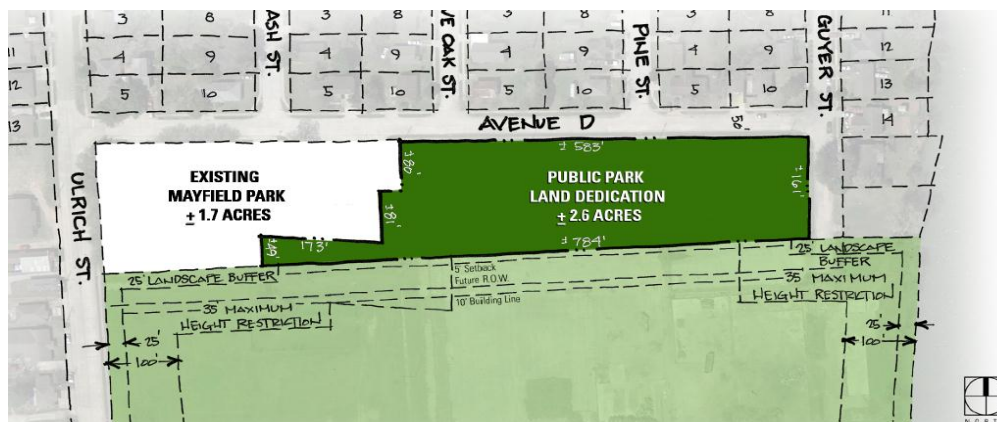 ASH ST.
VE OAK ST.
PINE ST.
GUYER ST.
ULRICH ST.
3
8
3
8
3
8
3
8
11
11
4
9
4
9
4
9
4
9
12
12
5
10
5
10
5
10
5
10
13
13
14
AVENUE D
50'
± 583'
±80'
±81'
±161'
±49'
173'
± 784'
EXISTING
MAYFIELD PARK
± 1.7 ACRES
PUBLIC PARK
LAND DEDICATION
± 2.6 ACRES
25' LANDSCAPE BUFFER
5' Setback
Future R.O.W.
10' Building Line
25' LANDSCAPE
BUFFER
35' MAXIMUM
HEIGHT RESTRICTION
35' MAXIMUM
HEIGHT RESTRICTION
25'
100'
25'
100'
NORTH